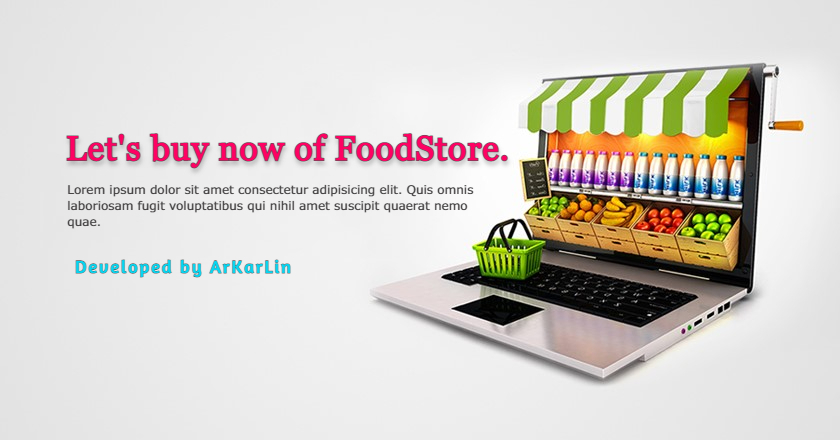 Let's buy now of FoodStore.
Lorem ipsum dolor sit amet consectetur adipisicing elit. Quis omnis
laboriosam fugit voluptatibus qui nihil amet suscipit quaerat nemo
quae.
Developed by ArKarLin